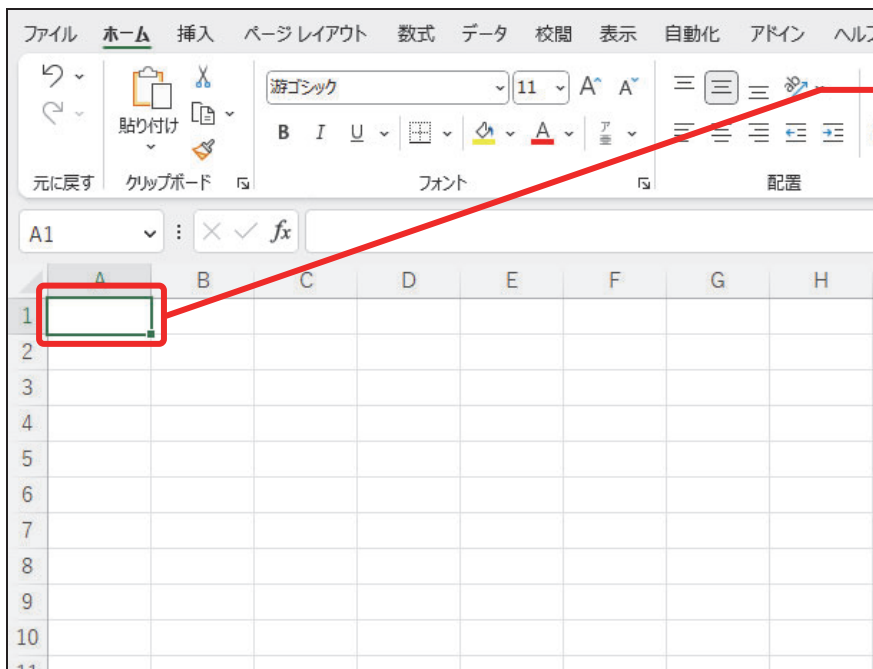 ファイル ホーム 挿入 ページ レイアウト 数式 データ 校閲 表示 自動化 アドイン
貼り付け
游ゴシック 11 A A
B I U A ア亜
元に戻す クリップボード フォント 配置
A1 fx
A B C D E F G H
1
2
3
4
5
6
7
8
9
10